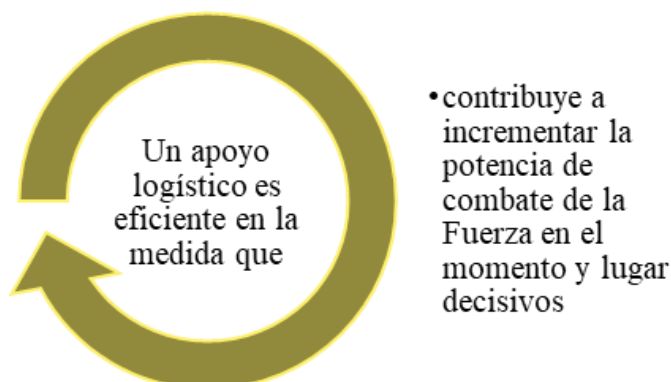 Un apoyo
logístico es
eficiente en la
medida que
•contribuye a
incrementar la
potencia de
combate de la
Fuerza en el
momento y lugar
decisivos